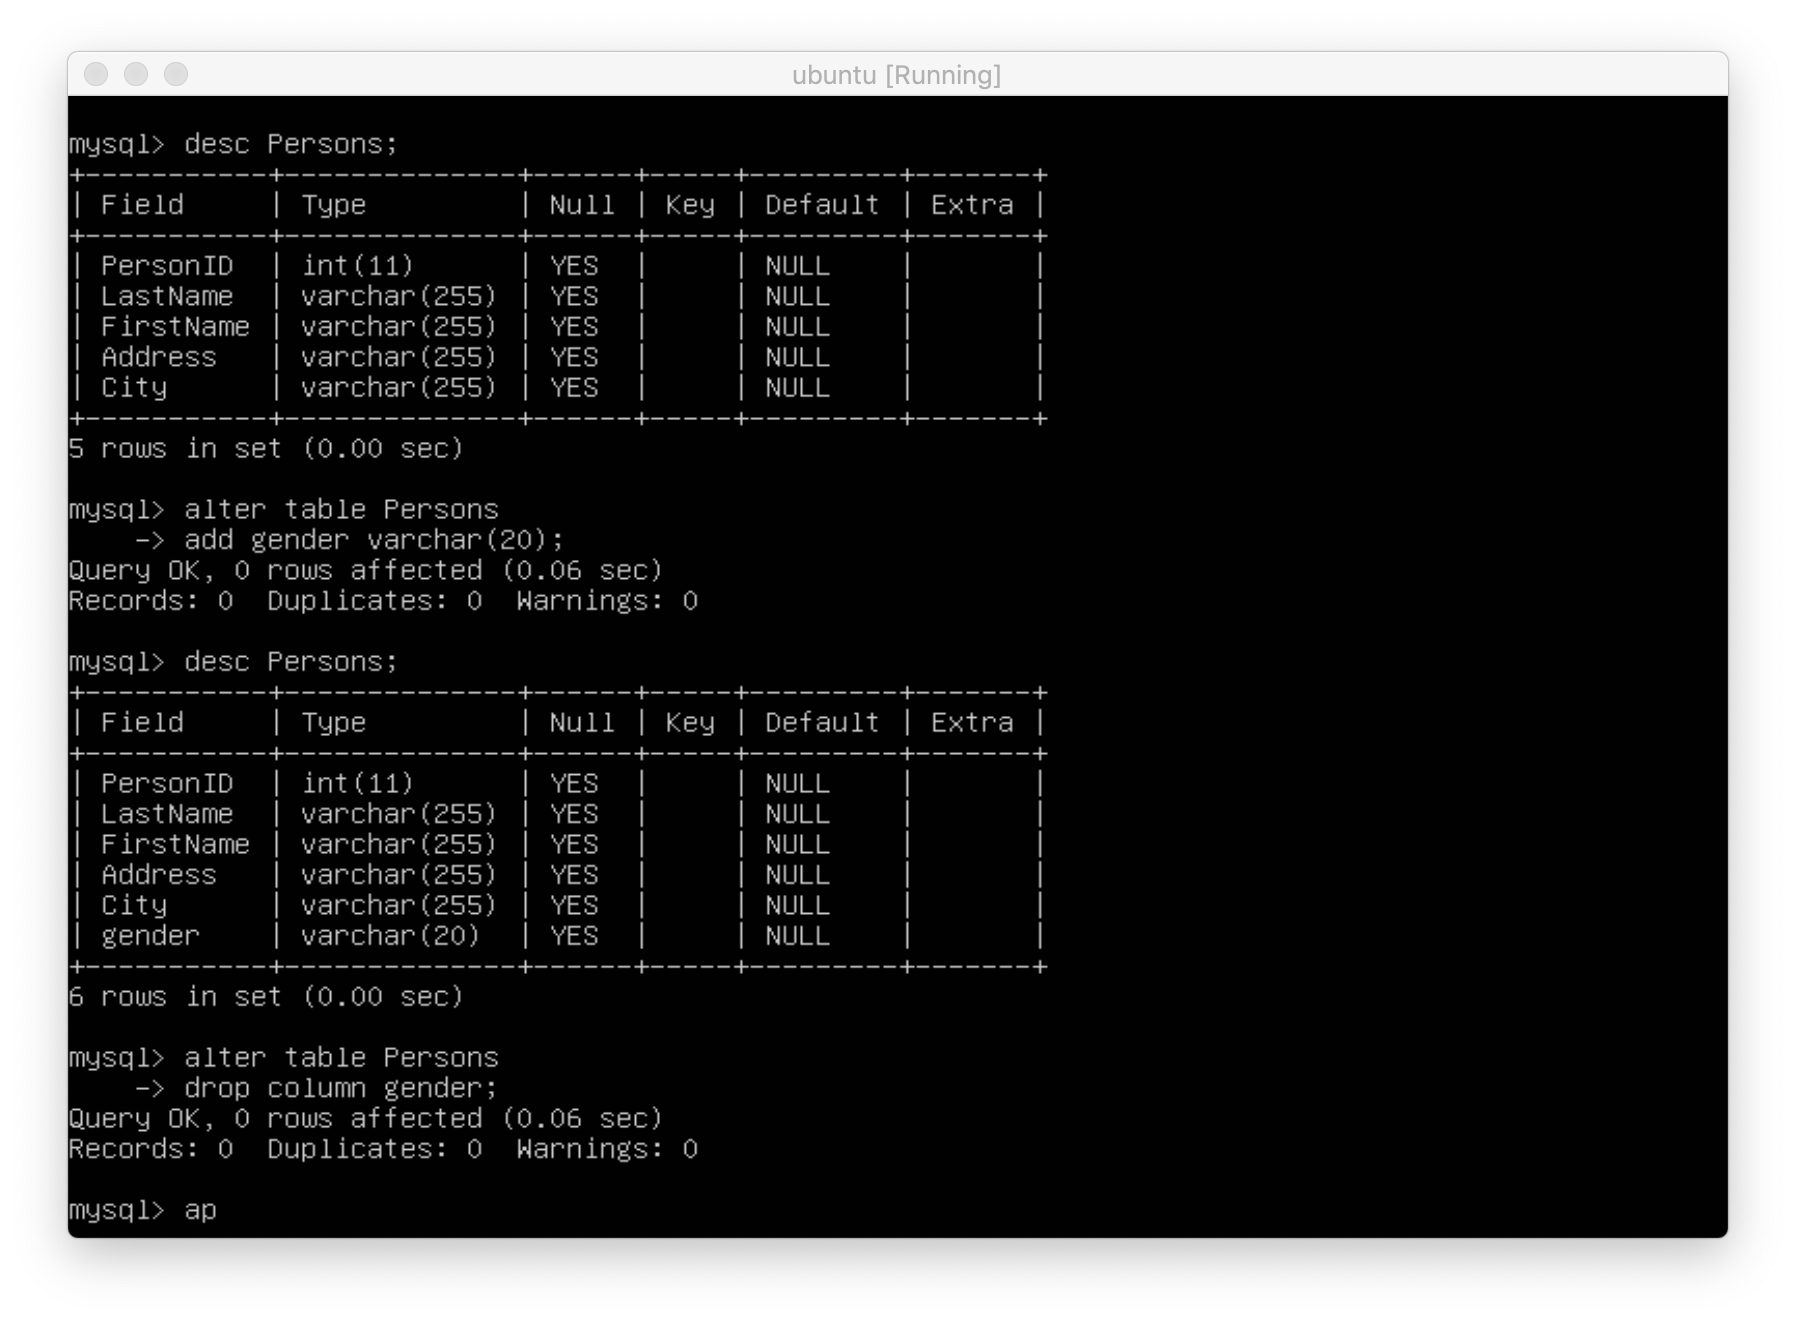 ubuntu [Running]
mysql> desc Persons;
+-----------+--------------+------+-----+---------+-------+
| Field     | Type         | Null | Key | Default | Extra |
+-----------+--------------+------+-----+---------+-------+
| PersonID  | int(11)      | YES  |     | NULL    |       |
| LastName  | varchar(255) | YES  |     | NULL    |       |
| FirstName | varchar(255) | YES  |     | NULL    |       |
| Address   | varchar(255) | YES  |     | NULL    |       |
| City      | varchar(255) | YES  |     | NULL    |       |
+-----------+--------------+------+-----+---------+-------+
5 rows in set (0.00 sec)
mysql> alter table Persons
    -> add gender varchar(20);
Query OK, 0 rows affected (0.06 sec)
Records: 0  Duplicates: 0  Warnings: 0
mysql> desc Persons;
+-----------+--------------+------+-----+---------+-------+
| Field     | Type         | Null | Key | Default | Extra |
+-----------+--------------+------+-----+---------+-------+
| PersonID  | int(11)      | YES  |     | NULL    |       |
| LastName  | varchar(255) | YES  |     | NULL    |       |
| FirstName | varchar(255) | YES  |     | NULL    |       |
| Address   | varchar(255) | YES  |     | NULL    |       |
| City      | varchar(255) | YES  |     | NULL    |       |
| gender    | varchar(20)  | YES  |     | NULL    |       |
+-----------+--------------+------+-----+---------+-------+
6 rows in set (0.00 sec)
mysql> alter table Persons
    -> drop column gender;
Query OK, 0 rows affected (0.06 sec)
Records: 0  Duplicates: 0  Warnings: 0
mysql> ap